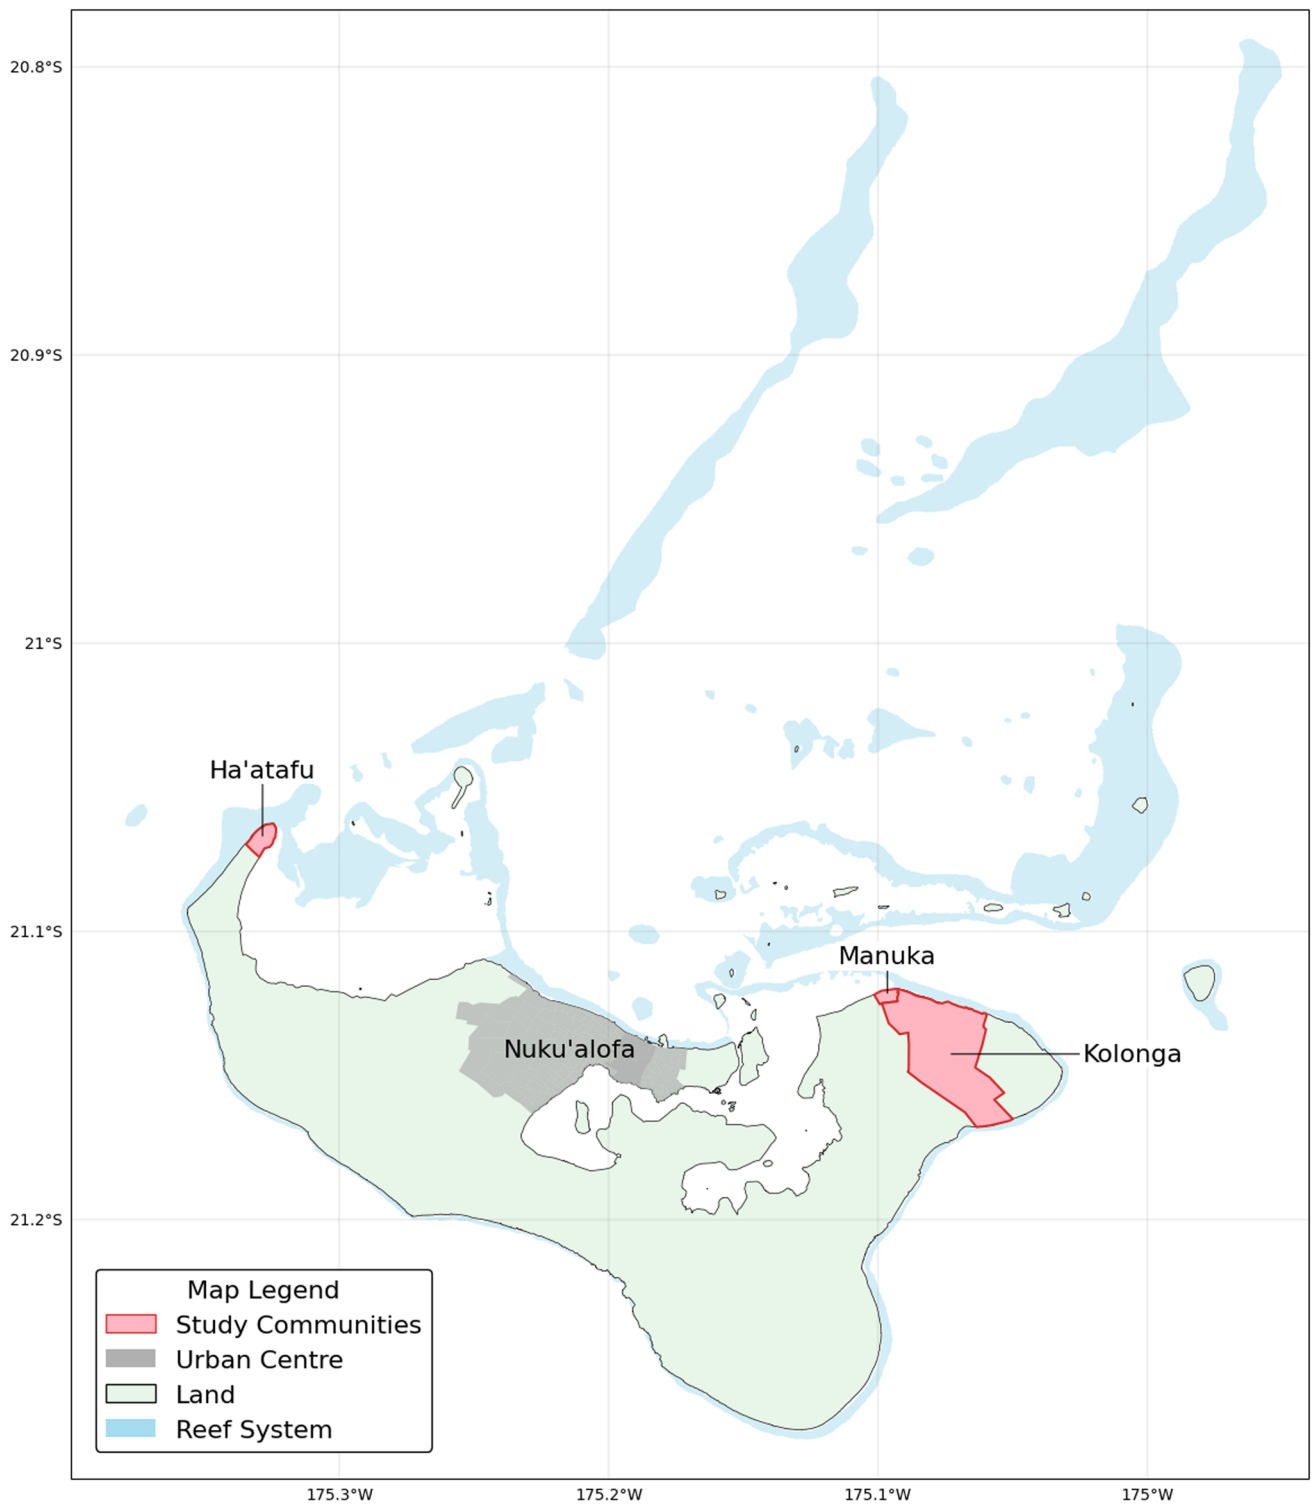 20.8°S
20.9°S
21°S
Ha'atafu
21.1°S
Manuka
Nuku'alofa
Kolonga
21.2°S
Map Legend
Study Communities
Urban Centre
Land
Reef System
175.3°W
175.2°W
175.1°W
175°W